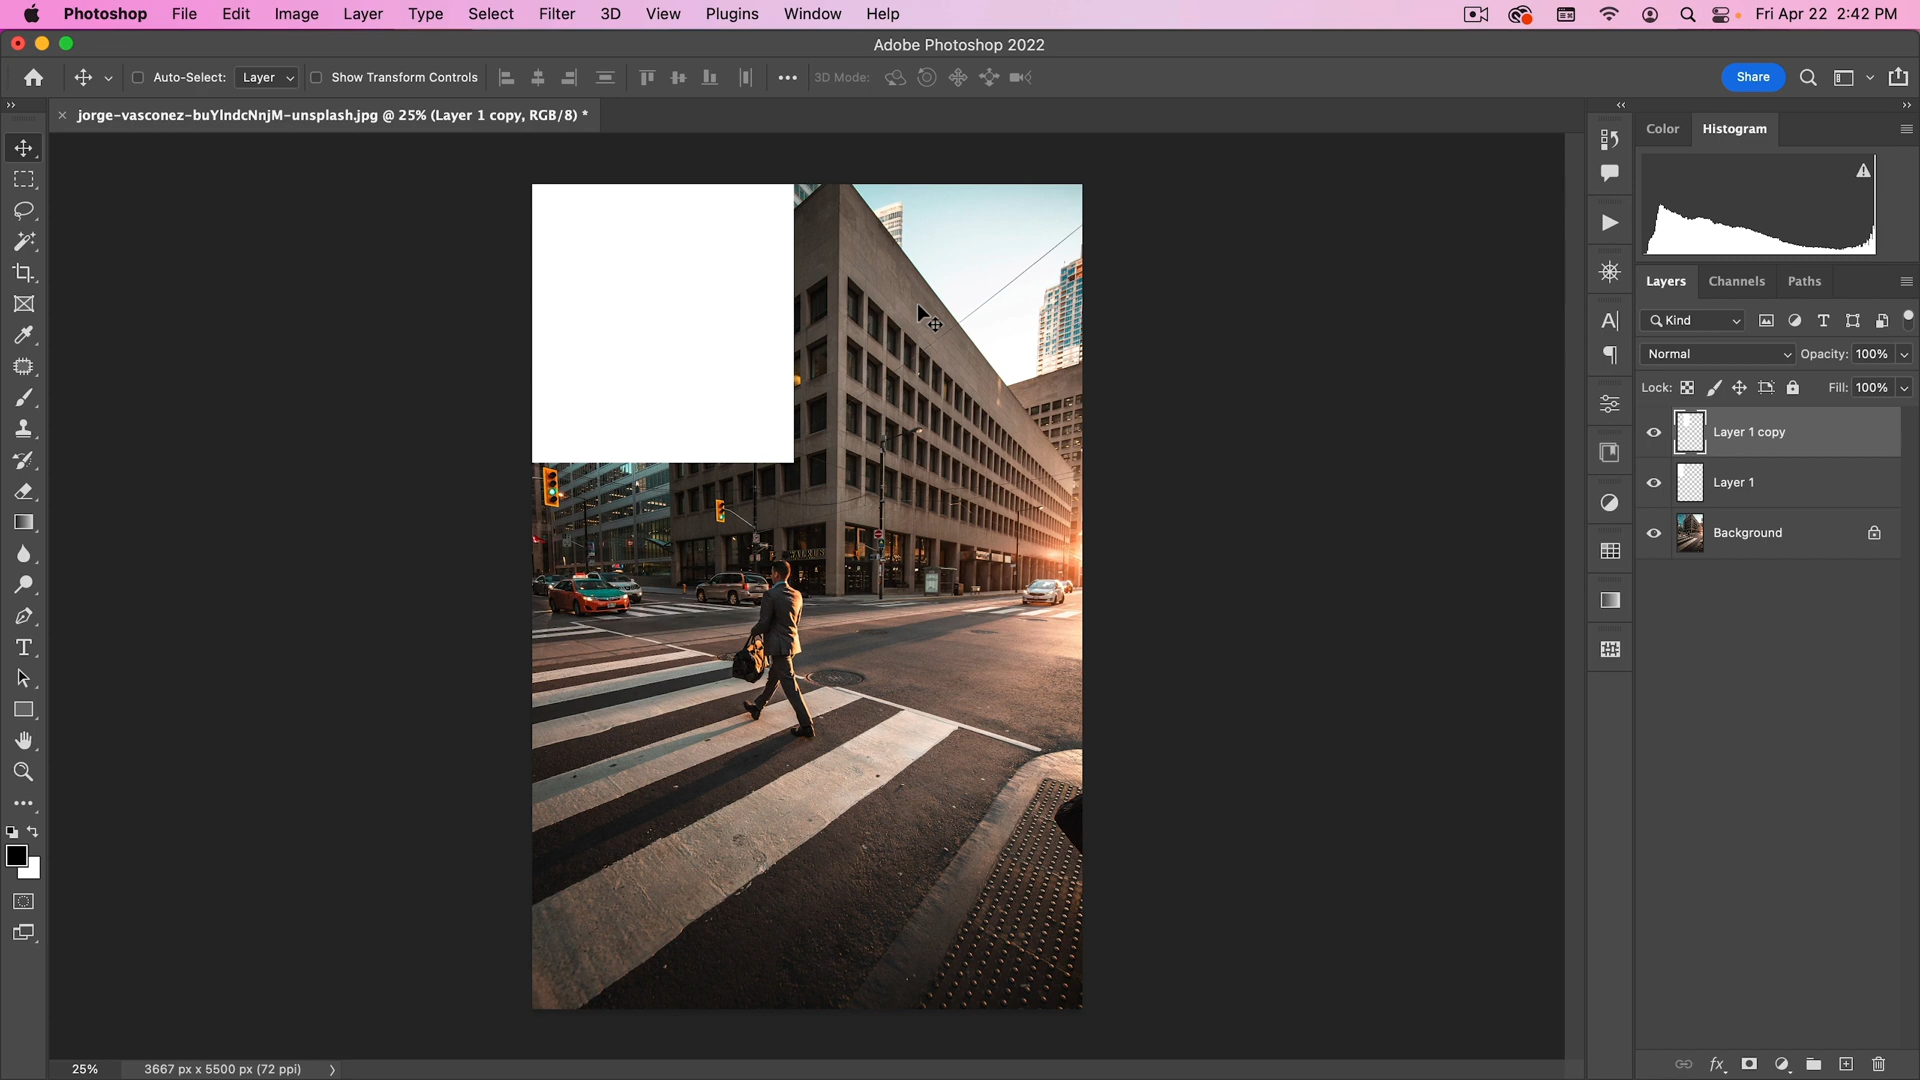 Photoshop File Edit Image Layer Type Select Filter 3D View Plugins Window Help Fri Apr 22 2:42 PM
Adobe Photoshop 2022
Auto-Select: Layer Show Transform Controls 3D Mode: Share
jorge-vasconez-buYlndcNnjM-unsplash.jpg @ 25% (Layer 1 copy, RGB/8) *
Color Histogram
Layers Channels Paths
Kind
Normal Opacity: 100%
Lock: Fill: 100%
Layer 1 copy
Layer 1
Background
25% 3667 px x 5500 px (72 ppi)